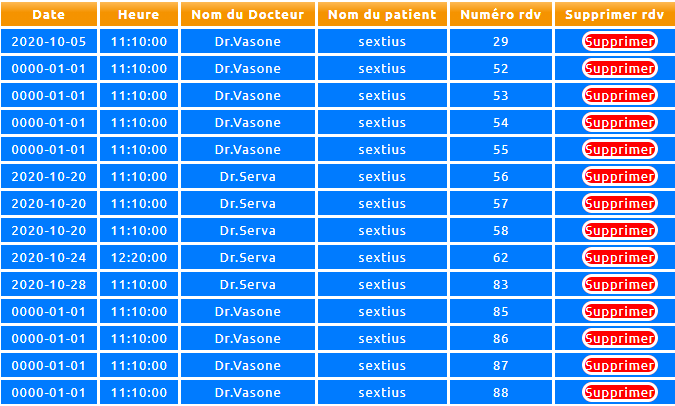 Date Heure Nom du Docteur Nom du patient Numéro rdv Supprimer rdv
2020-10-05 11:10:00 Dr.Vasone sextius 29 Supprimer
0000-01-01 11:10:00 Dr.Vasone sextius 52 Supprimer
0000-01-01 11:10:00 Dr.Vasone sextius 53 Supprimer
0000-01-01 11:10:00 Dr.Vasone sextius 54 Supprimer
0000-01-01 11:10:00 Dr.Vasone sextius 55 Supprimer
2020-10-20 11:10:00 Dr.Serva sextius 56 Supprimer
2020-10-20 11:10:00 Dr.Serva sextius 57 Supprimer
2020-10-20 11:10:00 Dr.Serva sextius 58 Supprimer
2020-10-24 12:20:00 Dr.Serva sextius 62 Supprimer
2020-10-28 11:10:00 Dr.Serva sextius 83 Supprimer
0000-01-01 11:10:00 Dr.Vasone sextius 85 Supprimer
0000-01-01 11:10:00 Dr.Vasone sextius 86 Supprimer
0000-01-01 11:10:00 Dr.Vasone sextius 87 Supprimer
0000-01-01 11:10:00 Dr.Vasone sextius 88 Supprimer